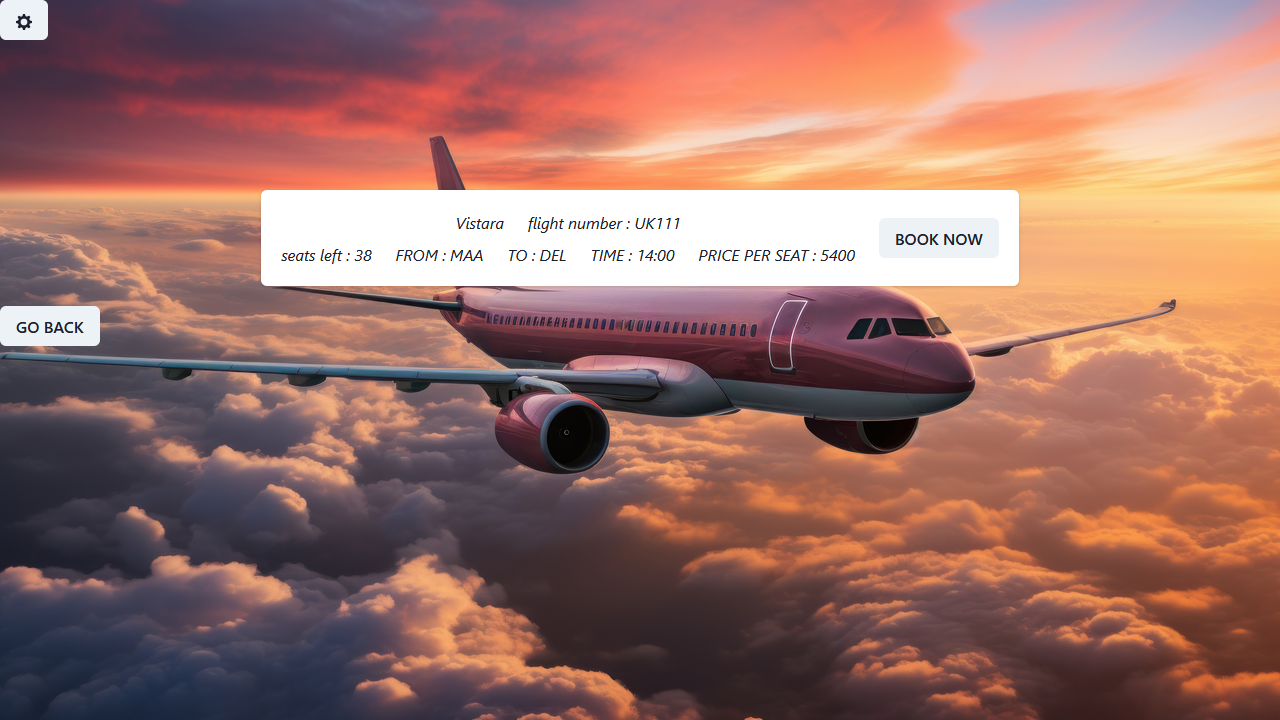 Vistara flight number : UK111
seats left : 38 FROM : MAA TO : DEL TIME : 14:00 PRICE PER SEAT : 5400
BOOK NOW
GO BACK